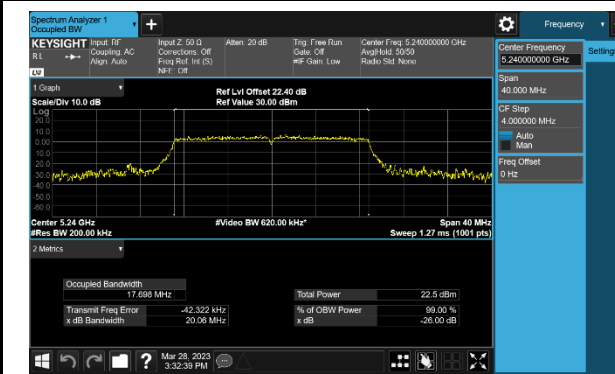 Spectrum Analyzer 1
Occupied BW
+
Frequency
KEYSIGHT Input: RF Input Z: 50 Ω Atten: 20 dB Trig: Free Run Center Freq: 5.240000000 GHz
RL Coupling: AC Corrections: Off Gate: Off Avg|Hold: 50/50
Align: Auto Freq Ref: Int (S) #IF Gain: Low Radio Std: None
LNI NFE: Off
Center Frequency
5.240000000 GHz
Settings
Span
40.000 MHz
CF Step
4.000000 MHz
Auto
Man
Freq Offset
0 Hz
1 Graph
Ref Lvl Offset 22.40 dB
Scale/Div 10.0 dB Ref Value 30.00 dBm
Log
20.0
10.0
0.00
-10.0
-20.0
-30.0
-40.0
-50.0
-60.0
Center 5.24 GHz #Video BW 620.00 kHz* Span 40 MHz
#Res BW 200.00 kHz Sweep 1.27 ms (1001 pts)
2 Metrics
Occupied Bandwidth
17.698 MHz Total Power 22.5 dBm
Transmit Freq Error -42.322 kHz % of OBW Power 99.00 %
x dB Bandwidth 20.06 MHz x dB -26.00 dB
? Mar 28, 2023
3:32:39 PM